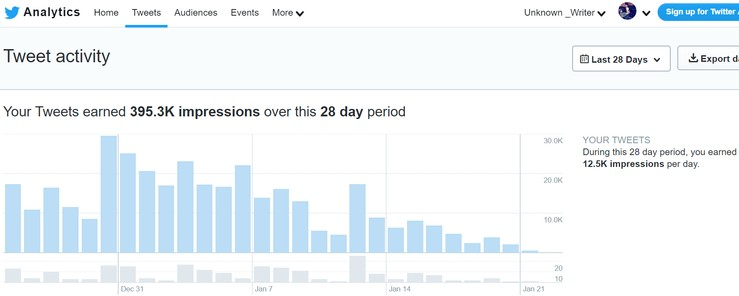 Analytics Home Tweets Audiences Events More Unknown _Writer Sign up for Twitter
Tweet activity
Last 28 Days Export
Your Tweets earned 395.3K impressions over this 28 day period
30.0K
20.0K
10.0K
20
10
Dec 31 Jan 7 Jan 14 Jan 21
YOUR TWEETS
During this 28 day period, you earned
12.5K impressions per day.